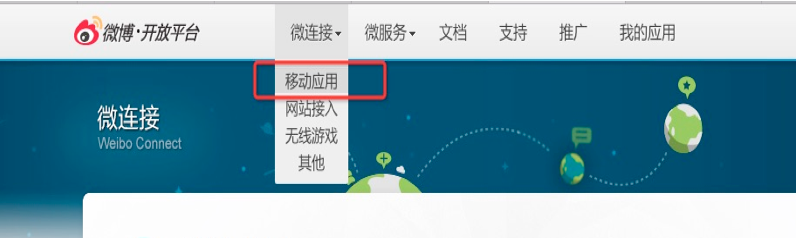 微博·开放平台 微连接 微服务 文档 支持 推广 我的应用
移动应用
网站接入
无线游戏
其他
微连接
Weibo Connect